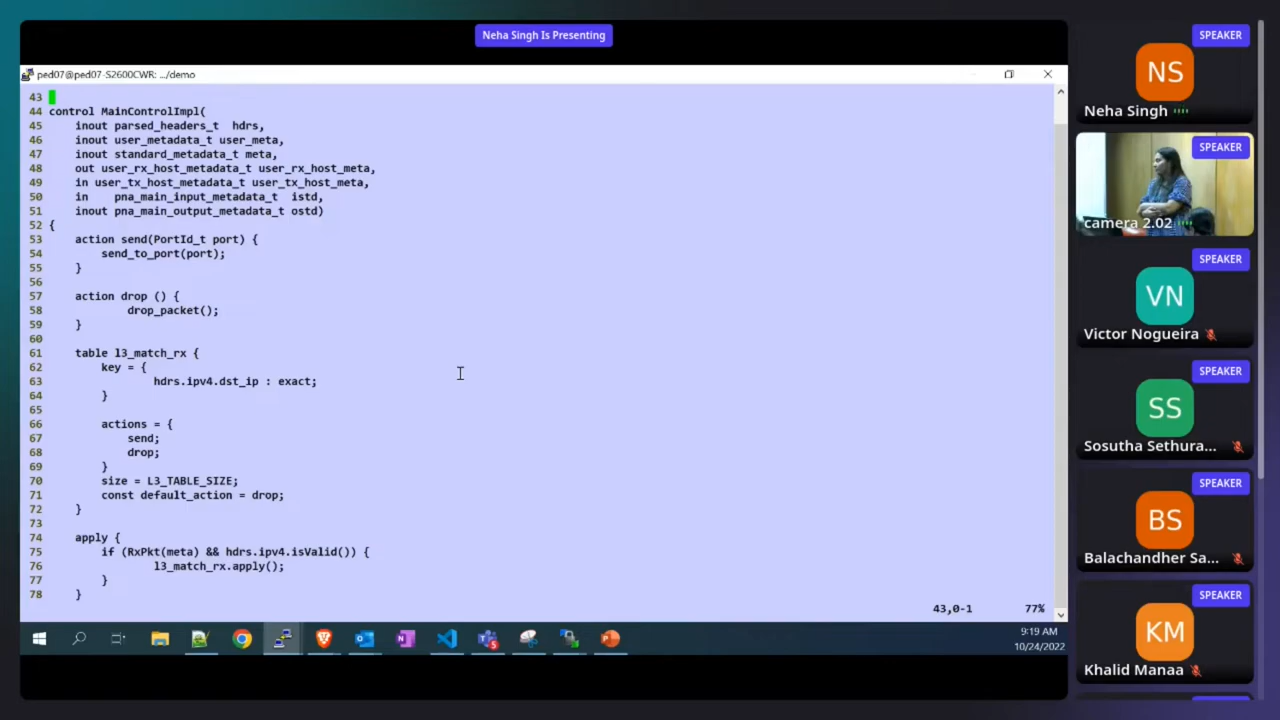 Neha Singh Is Presenting
ped07@ped07-S2600CWR: .../demo
43
44 control MainControlImpl(
45     inout parsed_headers_t  hdrs,
46     inout user_metadata_t user_meta,
47     inout standard_metadata_t meta,
48     out user_rx_host_metadata_t user_rx_host_meta,
49     in user_tx_host_metadata_t user_tx_host_meta,
50     in    pna_main_input_metadata_t  istd,
51     inout pna_main_output_metadata_t ostd)
52 {
53     action send(PortId_t port) {
54         send_to_port(port);
55     }
56
57     action drop () {
58             drop_packet();
59     }
60
61     table l3_match_rx {
62         key = {
63                 hdrs.ipv4.dst_ip : exact;
64         }
65
66         actions = {
67             send;
68             drop;
69         }
70         size = L3_TABLE_SIZE;
71         const default_action = drop;
72     }
73
74     apply {
75         if (RxPkt(meta) && hdrs.ipv4.isValid()) {
76                 l3_match_rx.apply();
77         }
78     }
43,0-1 77%
9:19 AM
10/24/2022
SPEAKER
NS
Neha Singh
SPEAKER
camera 2.02
SPEAKER
VN
Victor Nogueira
SPEAKER
SS
Sosutha Sethura...
SPEAKER
BS
Balachandher Sa...
SPEAKER
KM
Khalid Manaa